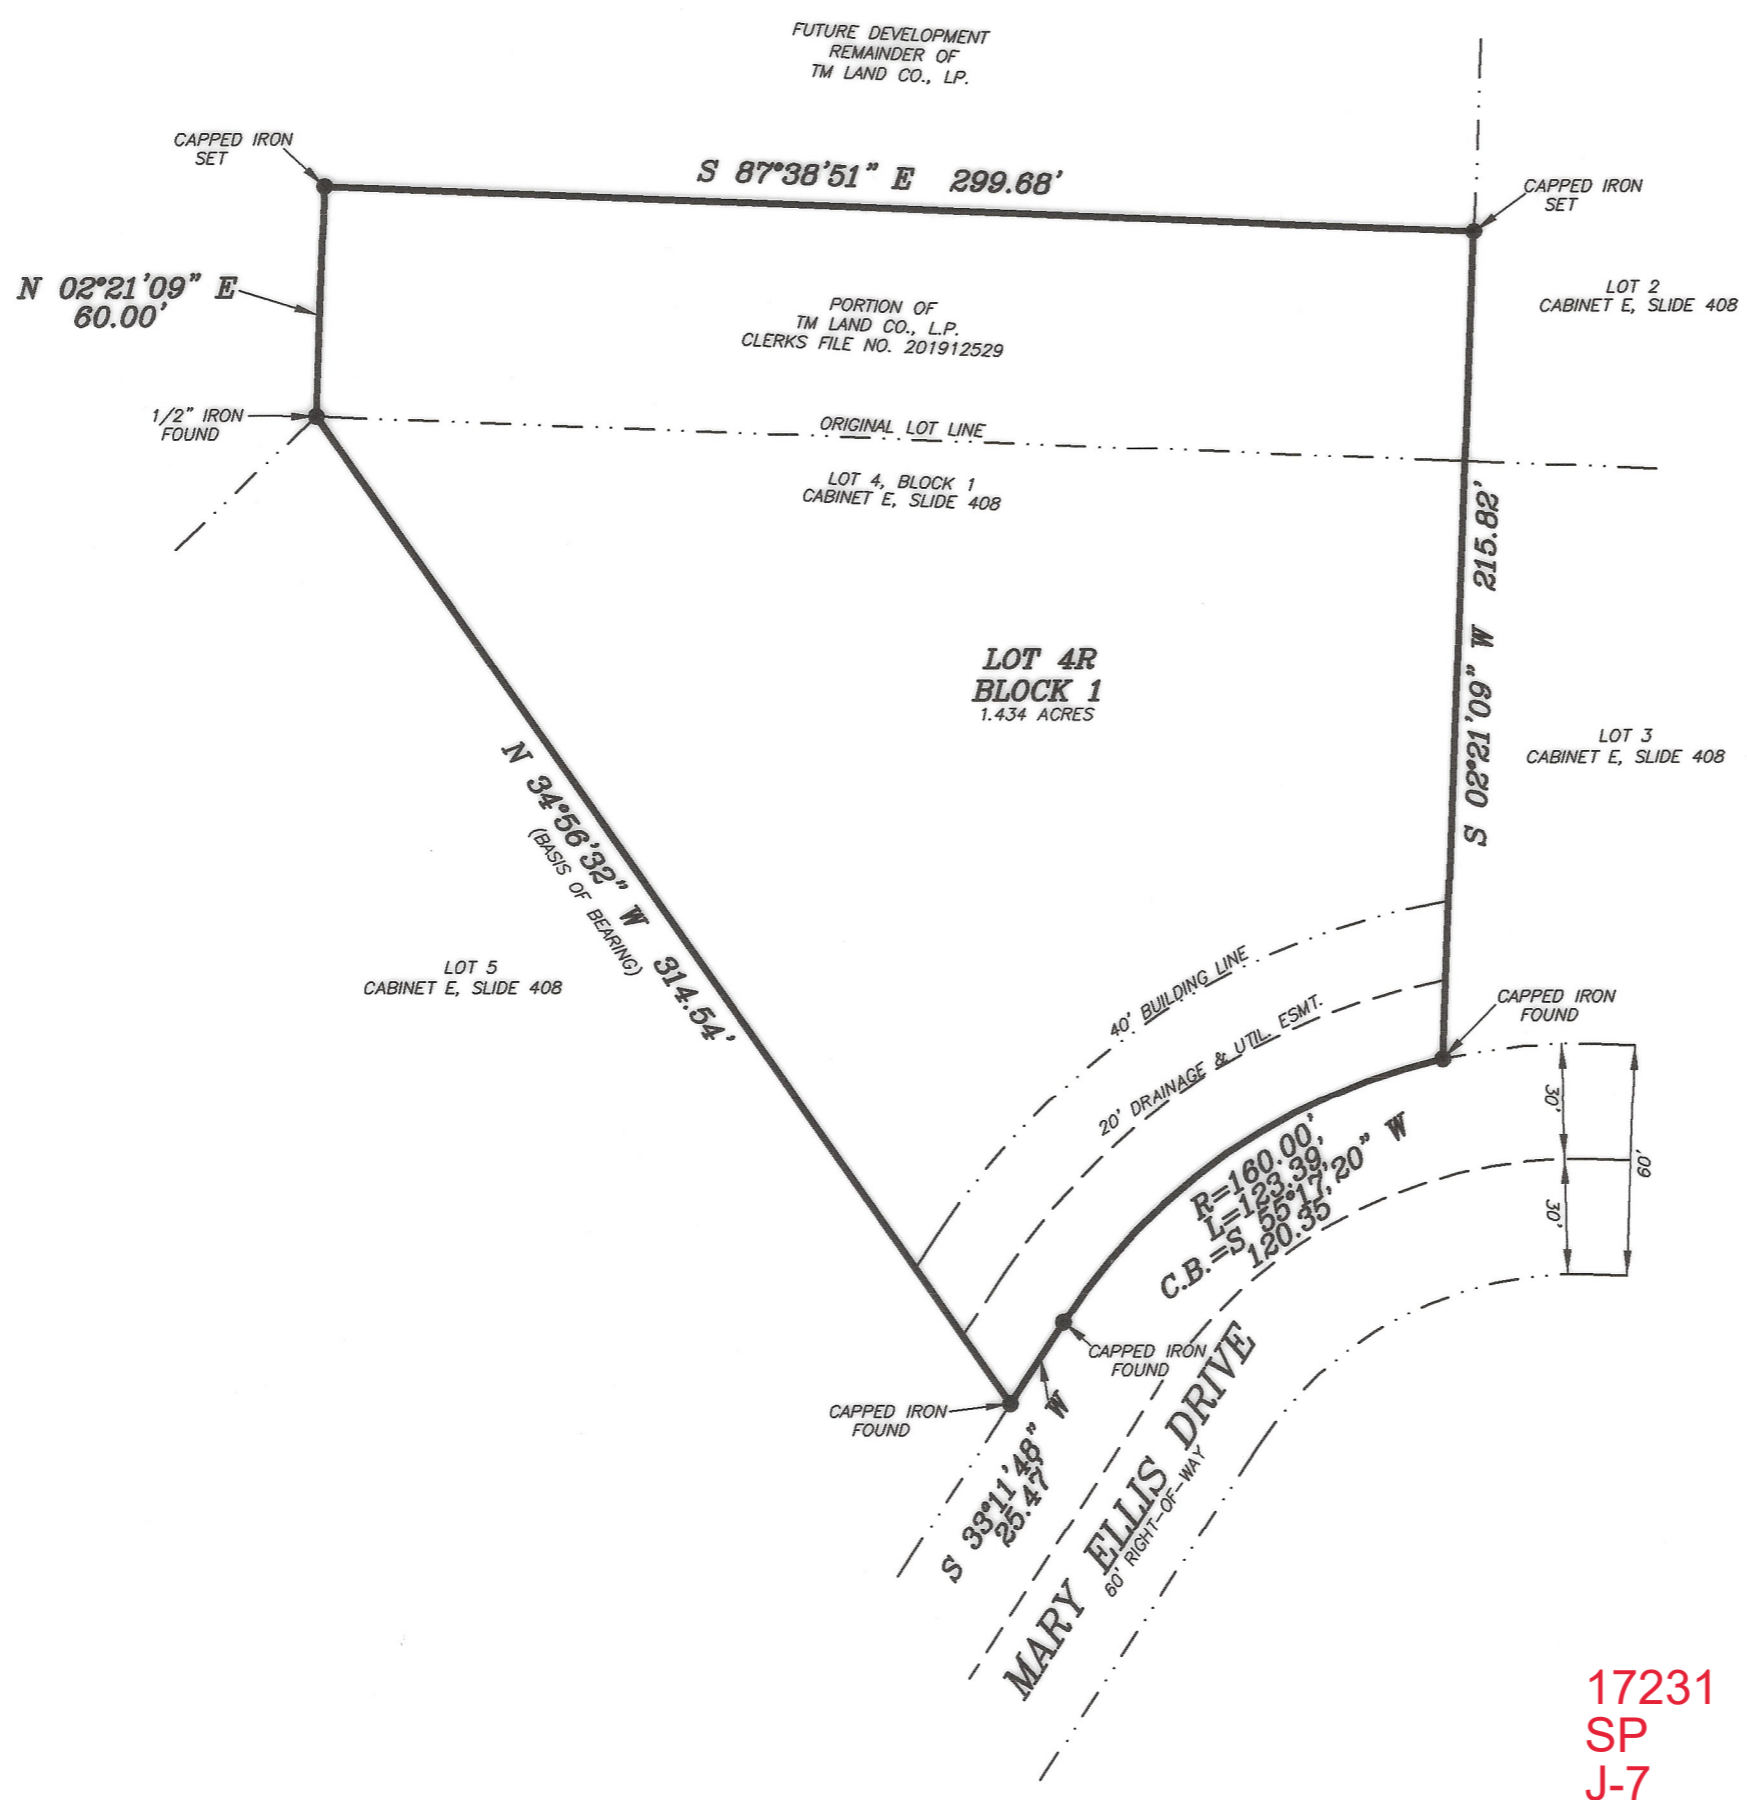 FUTURE DEVELOPMENT
REMAINDER OF
TM LAND CO., LP.
CAPPED IRON
SET
S 87°38'51" E 299.68'
CAPPED IRON
SET
N 02°21'09" E
60.00'
PORTION OF
TM LAND CO., L.P.
CLERKS FILE NO. 201912529
LOT 2
CABINET E, SLIDE 408
1/2" IRON
FOUND
ORIGINAL LOT LINE
LOT 4, BLOCK 1
CABINET E, SLIDE 408
S 02°21'09" W 215.82'
LOT 4R
BLOCK 1
1.434 ACRES
LOT 3
CABINET E, SLIDE 408
N 34°56'32" W 314.54'
(BASIS OF BEARING)
LOT 5
CABINET E, SLIDE 408
40' BUILDING LINE
20' DRAINAGE & UTIL. ESMT.
CAPPED IRON
FOUND
30'
60'
30'
R=160.00'
L=123.39'
C.B.=S 55°17'20" W
120.35'
CAPPED IRON
FOUND
CAPPED IRON
FOUND
S 33°11'48" W
25.47'
MARY ELLIS DRIVE
60' RIGHT-OF-WAY
17231
SP
J-7